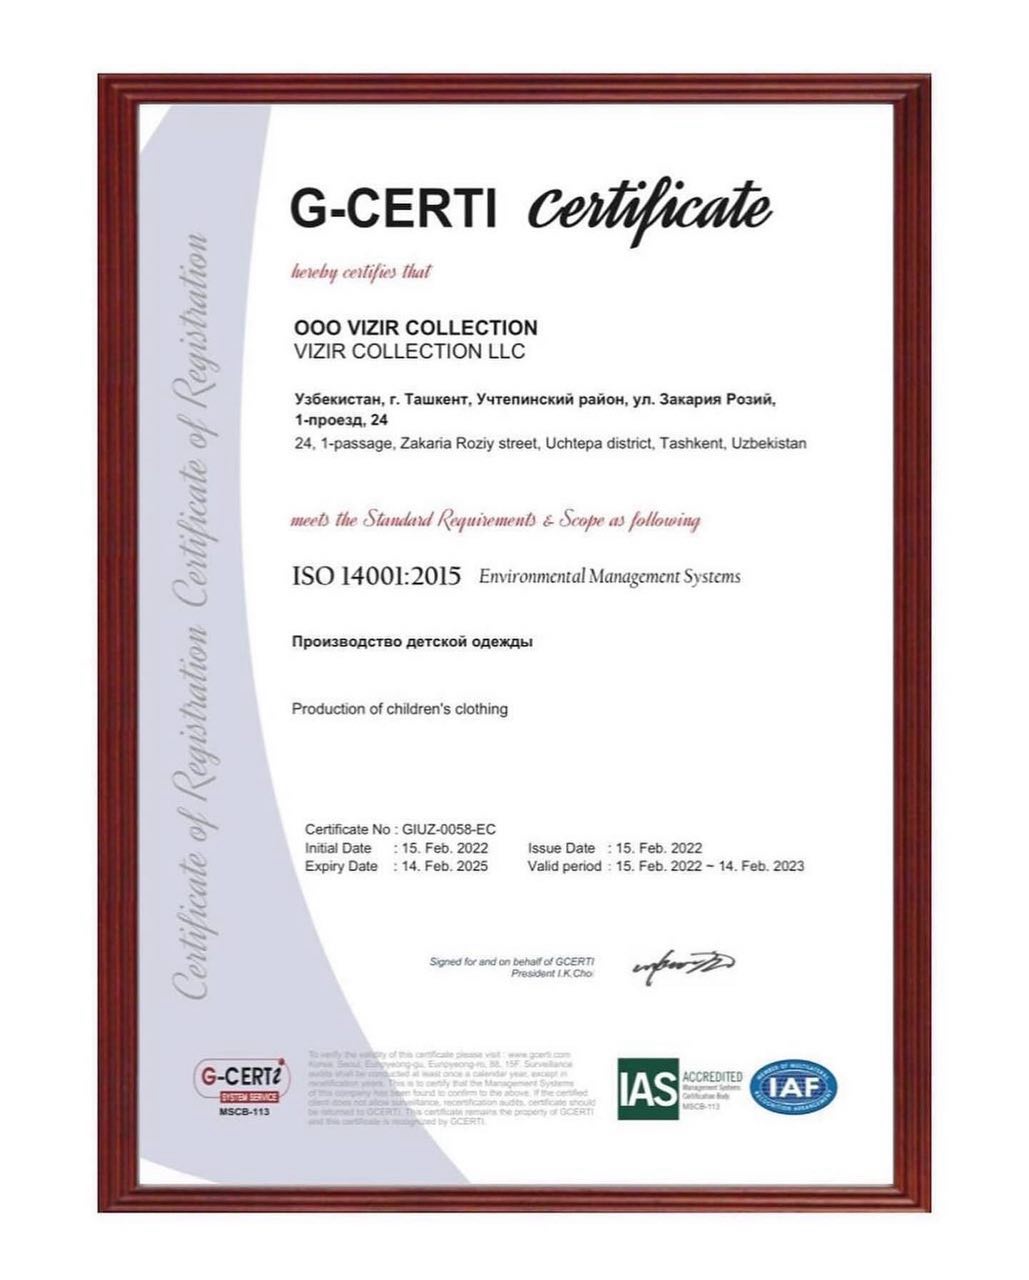 G-CERTI certificate
hereby certifies that
OOO VIZIR COLLECTION
VIZIR COLLECTION LLC
Узбекистан, г. Ташкент, Учтепинский район, ул. Закария Розий,
1-проезд, 24
24, 1-passage, Zakaria Roziy street, Uchtepa district, Tashkent, Uzbekistan
meets the Standard Requirements & Scope as following
ISO 14001:2015 Environmental Management Systems
Производство детской одежды
Production of children's clothing
Certificate No : GIUZ-0058-EC
Initial Date : 15. Feb. 2022 Issue Date : 15. Feb. 2022
Expiry Date : 14. Feb. 2025 Valid period : 15. Feb. 2022 ~ 14. Feb. 2023
Signed for and on behalf of GCERTI
President I.K.Cho
Certificate of Registration Certificate of Registration
G-CERTi
SYSTEM SERVICE
MSCB-113
To verify the validity of this certificate please visit : www.gcerti.com
Korea, Seoul, Eunpyeong-gu, Eunpyeong-ro, 88, 15F. Surveillance
audits shall be conducted at least once a calendar year, except in
recertification years. This is to certify that the Management Systems
of this company has been found to confirm to the above. If the certified
client does not allow surveillance, recertification audits, certificate should
be returned to GCERTI. This certificate remains the property of GCERTI
and this certificate is recognized by GCERTI.
IAS ACCREDITED
Management Systems
Certification Body
MSCB-113
MEMBER OF MULTILATERAL
IAF
RECOGNITION ARRANGEMENT